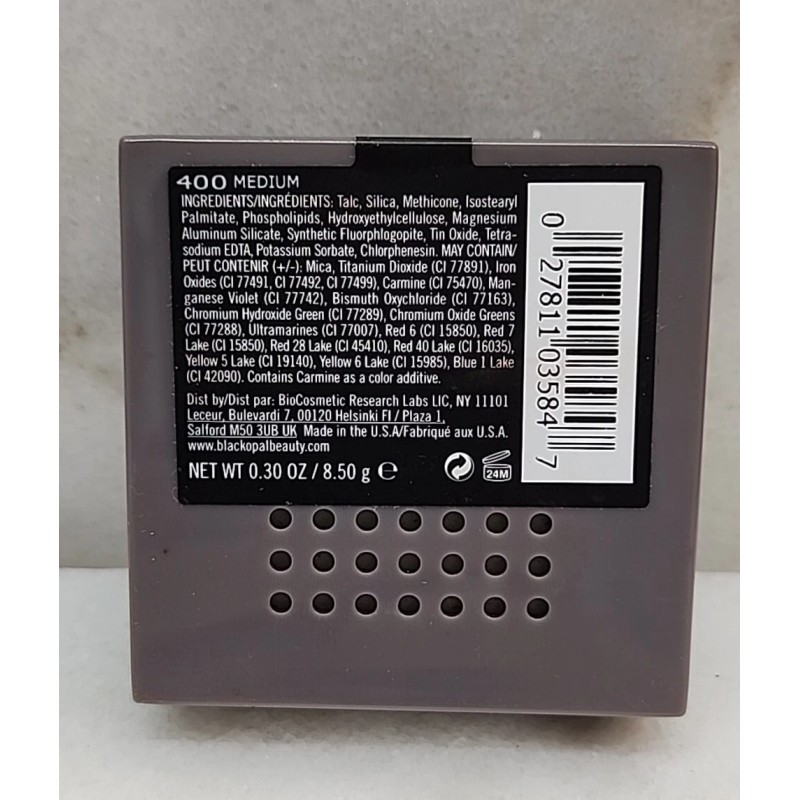 400 MEDIUM
INGREDIENTS/INGRÉDIENTS: Talc, Silica, Methicone, Isostearyl
Palmitate, Phospholipids, Hydroxyethylcellulose, Magnesium
Aluminum Silicate, Synthetic Fluorphlogopite, Tin Oxide, Tetra-
sodium EDTA, Potassium Sorbate, Chlorphenesin. MAY CONTAIN/
PEUT CONTENIR (+/-): Mica, Titanium Dioxide (CI 77891), Iron
Oxides (CI 77491, CI 77492, CI 77499), Carmine (CI 75470), Man-
ganese Violet (CI 77742), Bismuth Oxychloride (CI 77163),
Chromium Hydroxide Green (CI 77289), Chromium Oxide Greens
(CI 77288), Ultramarines (CI 77007), Red 6 (CI 15850), Red 7
Lake (CI 15850), Red 28 Lake (CI 45410), Red 40 Lake (CI 16035),
Yellow 5 Lake (CI 19140), Yellow 6 Lake (CI 15985), Blue 1 Lake
(CI 42090). Contains Carmine as a color additive.
Dist by/Dist par: BioCosmetic Research Labs LIC, NY 11101
Leceur, Bulevardi 7, 00120 Helsinki FI / Plaza 1,
Salford M50 3UB UK Made in the U.S.A/Fabriqué aux U.S.A.
www.blackopalbeauty.com
NET WT 0.30 OZ / 8.50 g ℮
24M
0 27811 03584 7